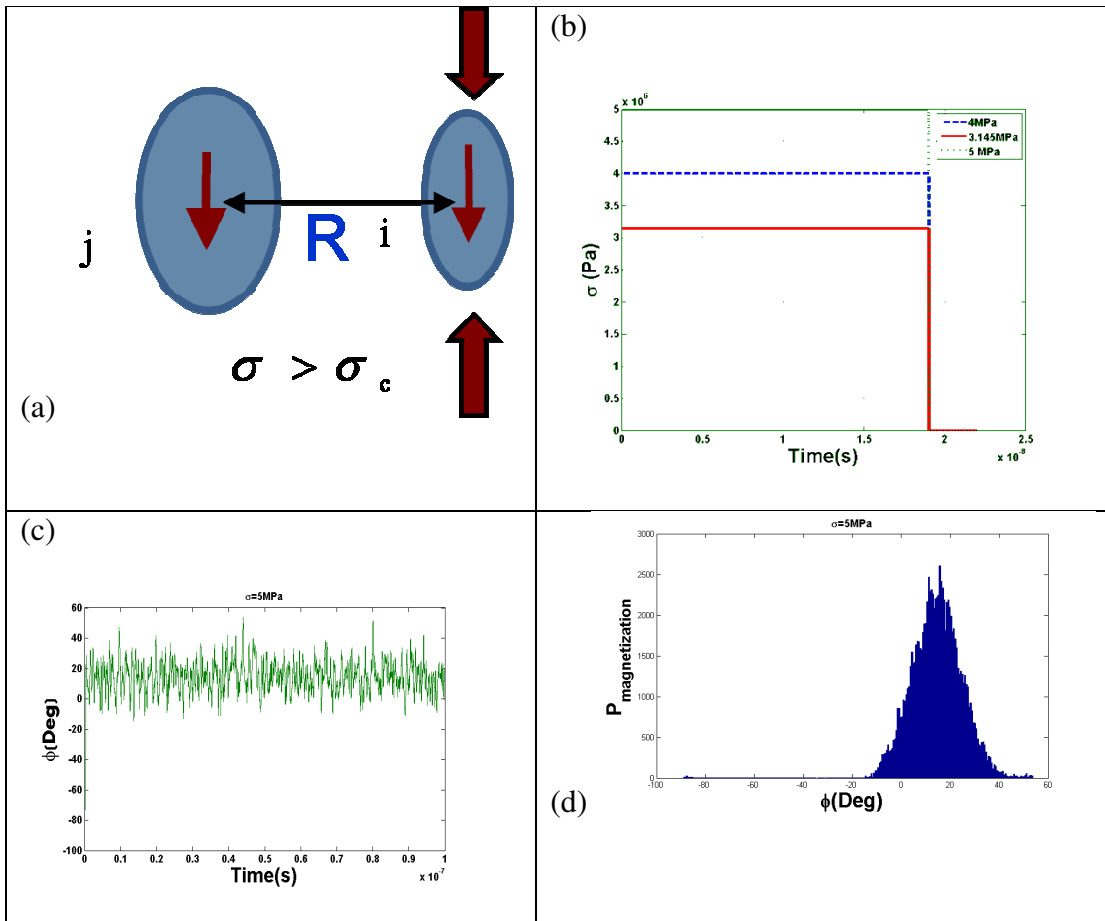 (a)
j
R i
σ > σc
(b)
x 10^6
5
4.5
4
3.5
3
2.5
2
1.5
1
0.5
0
σ (Pa)
4MPa
3.145MPa
5 MPa
0 0.5 1 1.5 2 2.5
Time(s)
x 10^-8
(c)
σ=5MPa
60
40
20
0
-20
-40
-60
-80
-100
ϕ(Deg)
0 0.1 0.2 0.3 0.4 0.5 0.6 0.7 0.8 0.9 1
Time(s)
x 10^-7
(d)
σ=5MPa
3000
2500
2000
1500
1000
500
0
Pmagnetization
-100 -80 -60 -40 -20 0 20 40 60
ϕ(Deg)